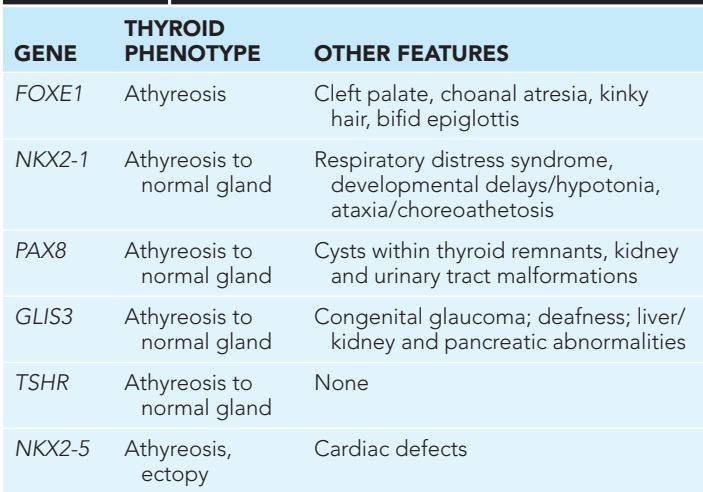 GENE THYROID PHENOTYPE OTHER FEATURES
FOXE1 Athyreosis Cleft palate, choanal atresia, kinky
hair, bifid epiglottis
NKX2-1 Athyreosis to Respiratory distress syndrome,
normal gland developmental delays/hypotonia,
ataxia/choreoathetosis
PAX8 Athyreosis to Cysts within thyroid remnants, kidney
normal gland and urinary tract malformations
GLIS3 Athyreosis to Congenital glaucoma; deafness; liver/
normal gland kidney and pancreatic abnormalities
TSHR Athyreosis to None
normal gland
NKX2-5 Athyreosis, Cardiac defects
ectopy